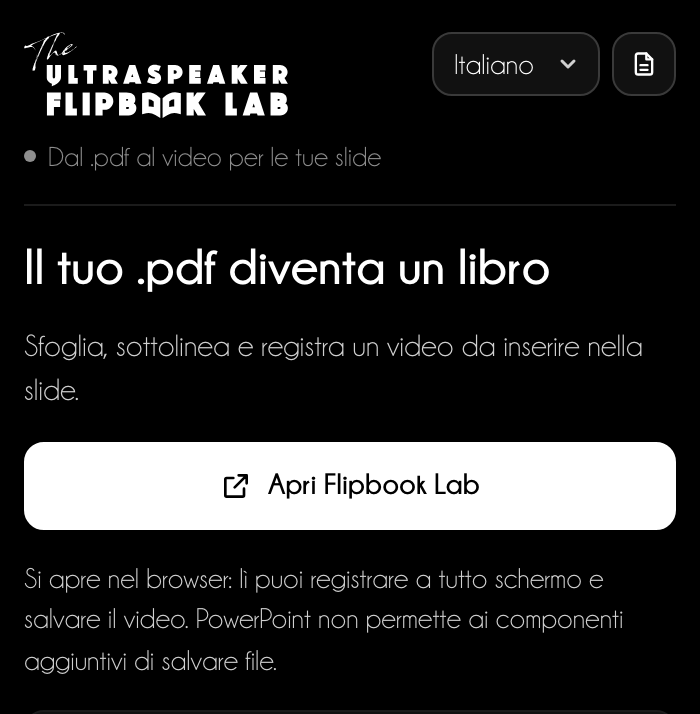 The
ULTRASPEAKER
FLIPBOOK LAB
Italiano
Dal .pdf al video per le tue slide
Il tuo .pdf diventa un libro
Sfoglia, sottolinea e registra un video da inserire nella
slide.
Apri Flipbook Lab
Si apre nel browser: lì puoi registrare a tutto schermo e
salvare il video. PowerPoint non permette ai componenti
aggiuntivi di salvare file.